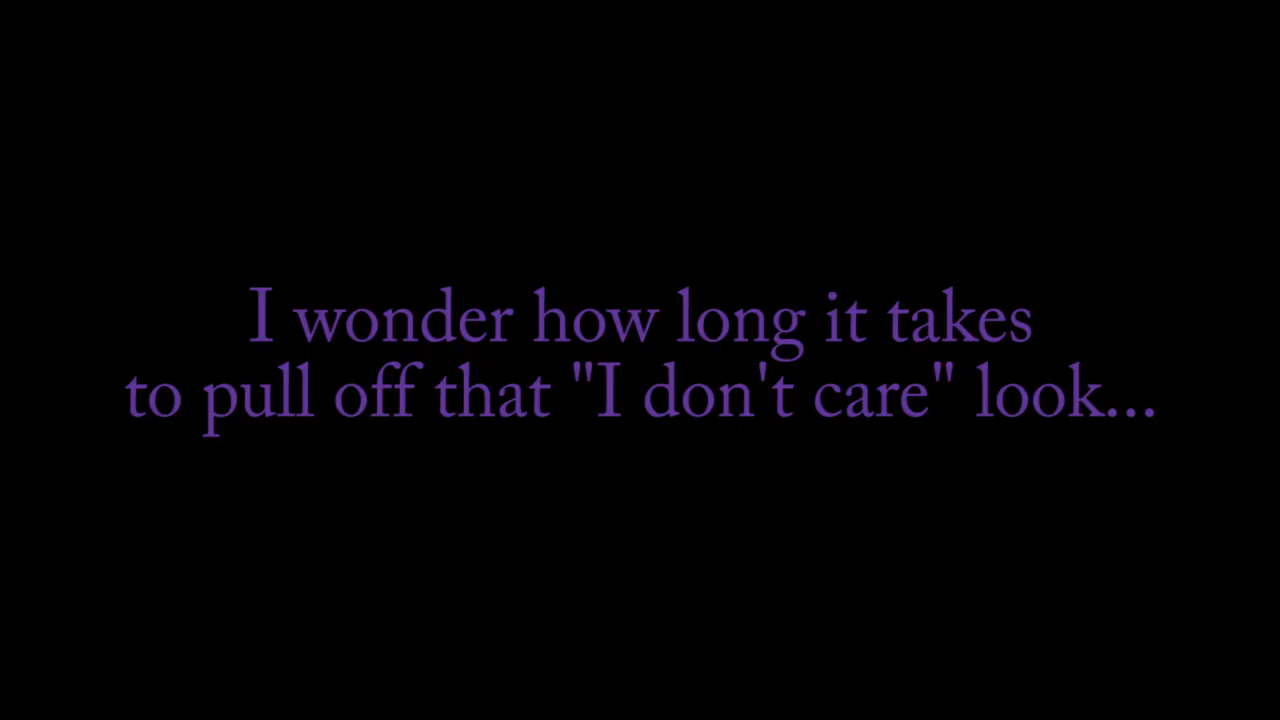 I wonder how long it takes
to pull off that "I don't care" look...